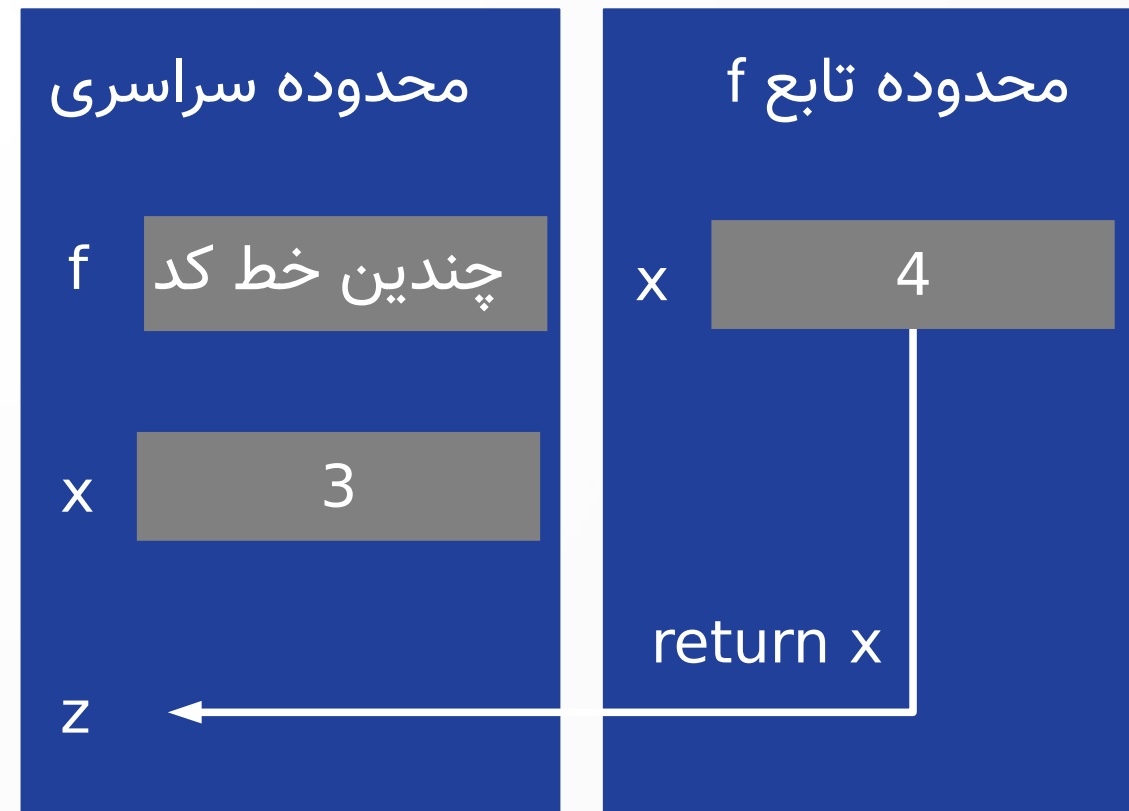 محدوده سراسری
f چندین خط کد
x 3
z
محدوده تابع f
x 4
return x